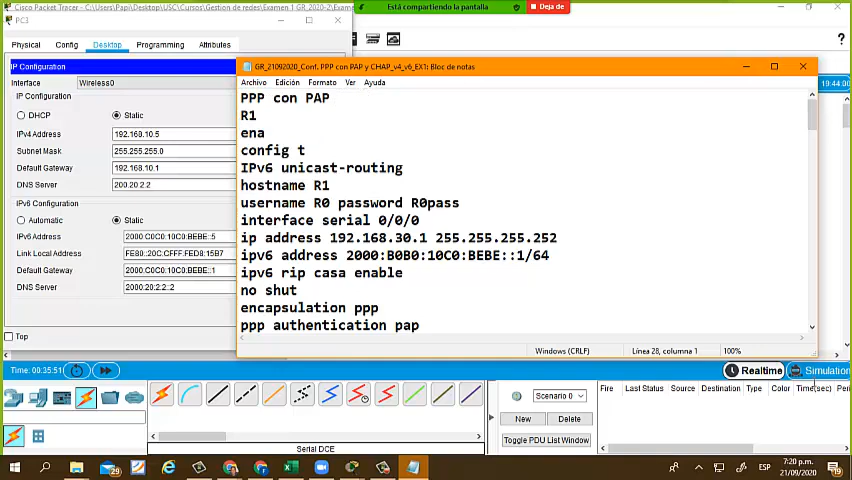 Cisco Packet Tracer - C:\Users\Papi\Desktop\USC\Cursos\Gestion de redes\Examen 1 GR_2020-2\Examen
Está compartiendo la pantalla
Deja de
PC3
Physical Config Desktop Programming Attributes
IP Configuration
Interface Wireless0
IP Configuration
DHCP Static
IPv4 Address 192.168.10.5
Subnet Mask 255.255.255.0
Default Gateway 192.168.10.1
DNS Server 200.20.2.2
IPv6 Configuration
Automatic Static
IPv6 Address 2000:C0C0:10C0:BEBE::5
Link Local Address FE80::20C:CFFF:FED8:15B7
Default Gateway 2000:C0C0:10C0:BEBE::1
DNS Server 2000:20:2:2::2
Top
GR_21092020_Conf. PPP con PAP y CHAP_v4_v6_EX1: Bloc de notas
Archivo Edición Formato Ver Ayuda
PPP con PAP
R1
ena
config t
IPv6 unicast-routing
hostname R1
username R0 password R0pass
interface serial 0/0/0
ip address 192.168.30.1 255.255.255.252
ipv6 address 2000:B0B0:10C0:BEBE::1/64
ipv6 rip casa enable
no shut
encapsulation ppp
ppp authentication pap
Windows (CRLF) Línea 28, columna 1 100%
19:44:00
Time: 00:35:51
Realtime Simulation
Scenario 0
New Delete
Toggle PDU List Window
Fire Last Status Source Destination Type Color Time(sec) Peri
Serial DCE
ESP
7:20 p.m.
21/09/2020
29
19